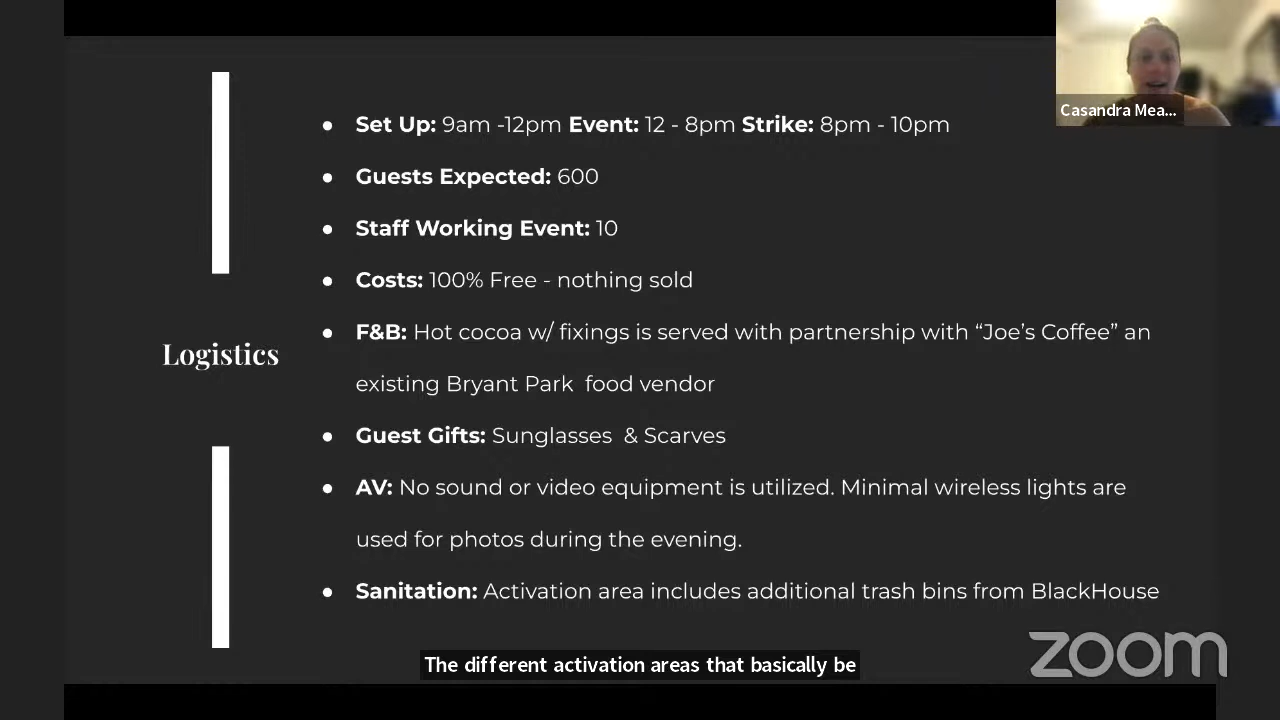 Casandra Mea...
● Set Up: 9am -12pm Event: 12 - 8pm Strike: 8pm - 10pm
● Guests Expected: 600
● Staff Working Event: 10
● Costs: 100% Free - nothing sold
● F&B: Hot cocoa w/ fixings is served with partnership with “Joe’s Coffee” an
Logistics
existing Bryant Park  food vendor
● Guest Gifts: Sunglasses  & Scarves
● AV: No sound or video equipment is utilized. Minimal wireless lights are
used for photos during the evening.
● Sanitation: Activation area includes additional trash bins from BlackHouse
zoom
The different activation areas that basically be